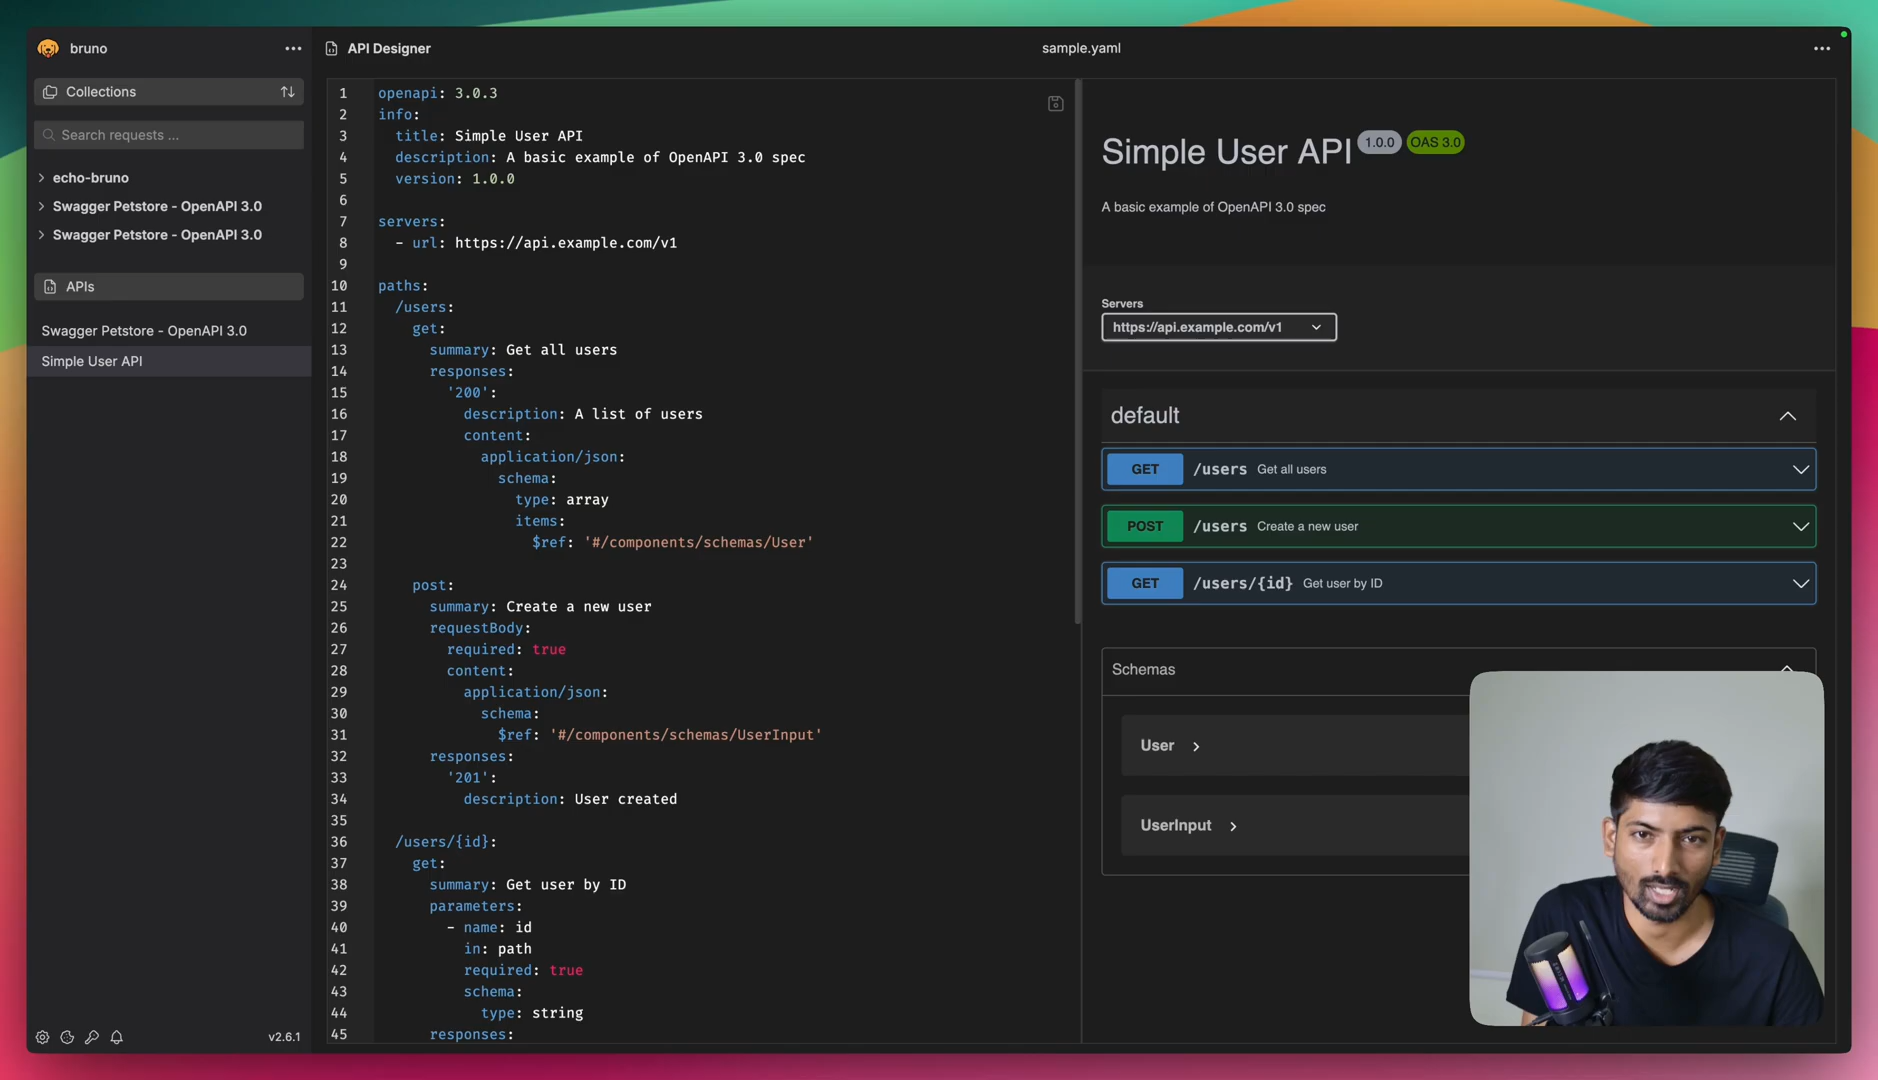 bruno
Collections
Search requests ...
echo-bruno
Swagger Petstore - OpenAPI 3.0
Swagger Petstore - OpenAPI 3.0
APIs
Swagger Petstore - OpenAPI 3.0
Simple User API
v2.6.1
API Designer
sample.yaml
1 openapi: 3.0.3
2 info:
3 title: Simple User API
4 description: A basic example of OpenAPI 3.0 spec
5 version: 1.0.0
6
7 servers:
8 - url: https://api.example.com/v1
9
10 paths:
11 /users:
12 get:
13 summary: Get all users
14 responses:
15 '200':
16 description: A list of users
17 content:
18 application/json:
19 schema:
20 type: array
21 items:
22 $ref: '#/components/schemas/User'
23
24 post:
25 summary: Create a new user
26 requestBody:
27 required: true
28 content:
29 application/json:
30 schema:
31 $ref: '#/components/schemas/UserInput'
32 responses:
33 '201':
34 description: User created
35
36 /users/{id}:
37 get:
38 summary: Get user by ID
39 parameters:
40 - name: id
41 in: path
42 required: true
43 schema:
44 type: string
45 responses:
Simple User API 1.0.0 OAS 3.0
A basic example of OpenAPI 3.0 spec
Servers
https://api.example.com/v1
default
GET /users Get all users
POST /users Create a new user
GET /users/{id} Get user by ID
Schemas
User
UserInput